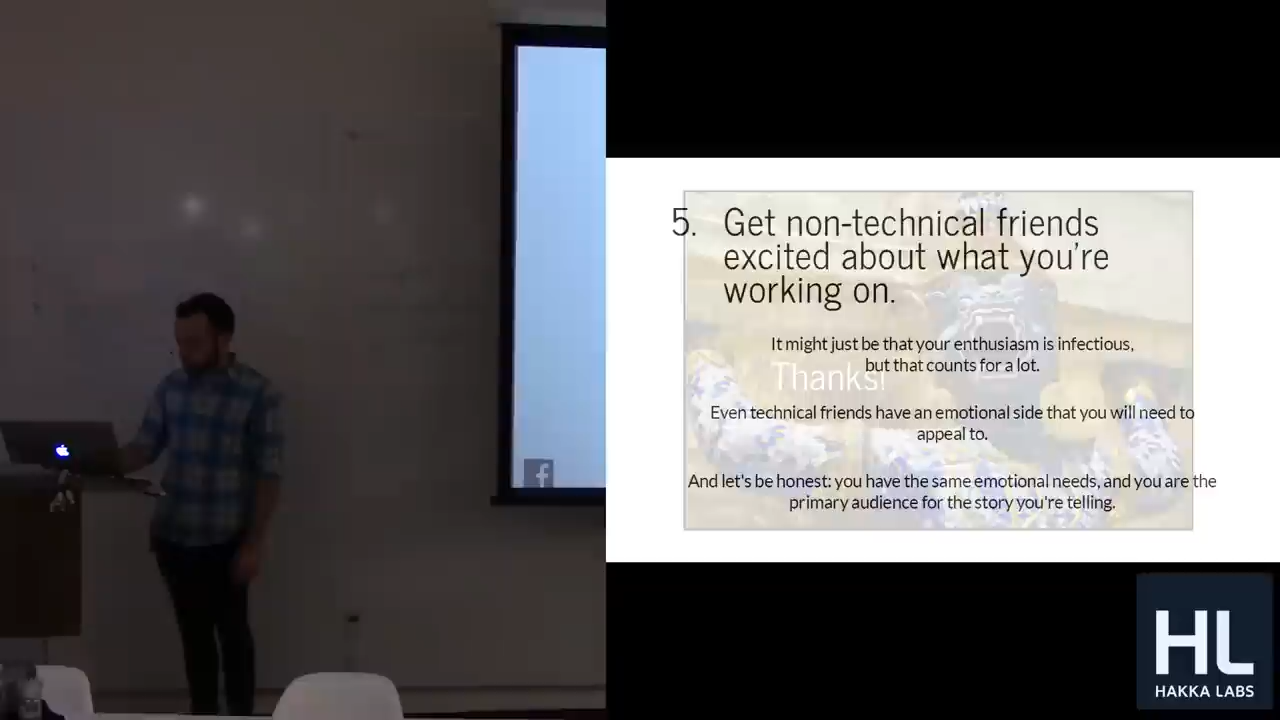 5. Get non-technical friends
excited about what you're
working on.
It might just be that your enthusiasm is infectious,
but that counts for a lot.
Thanks!
Even technical friends have an emotional side that you will need to
appeal to.
And let's be honest: you have the same emotional needs, and you are the
primary audience for the story you're telling.
f
HL
HAKKA LABS